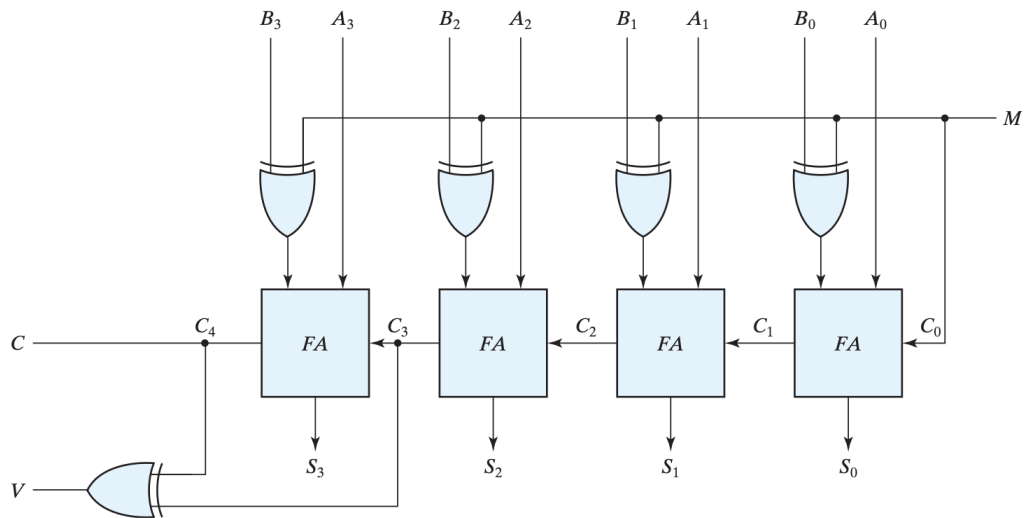 B₃ A₃ B₂ A₂ B₁ A₁ B₀ A₀
M
C C₄ FA C₃ FA C₂ FA C₁ FA C₀
S₃ S₂ S₁ S₀
V